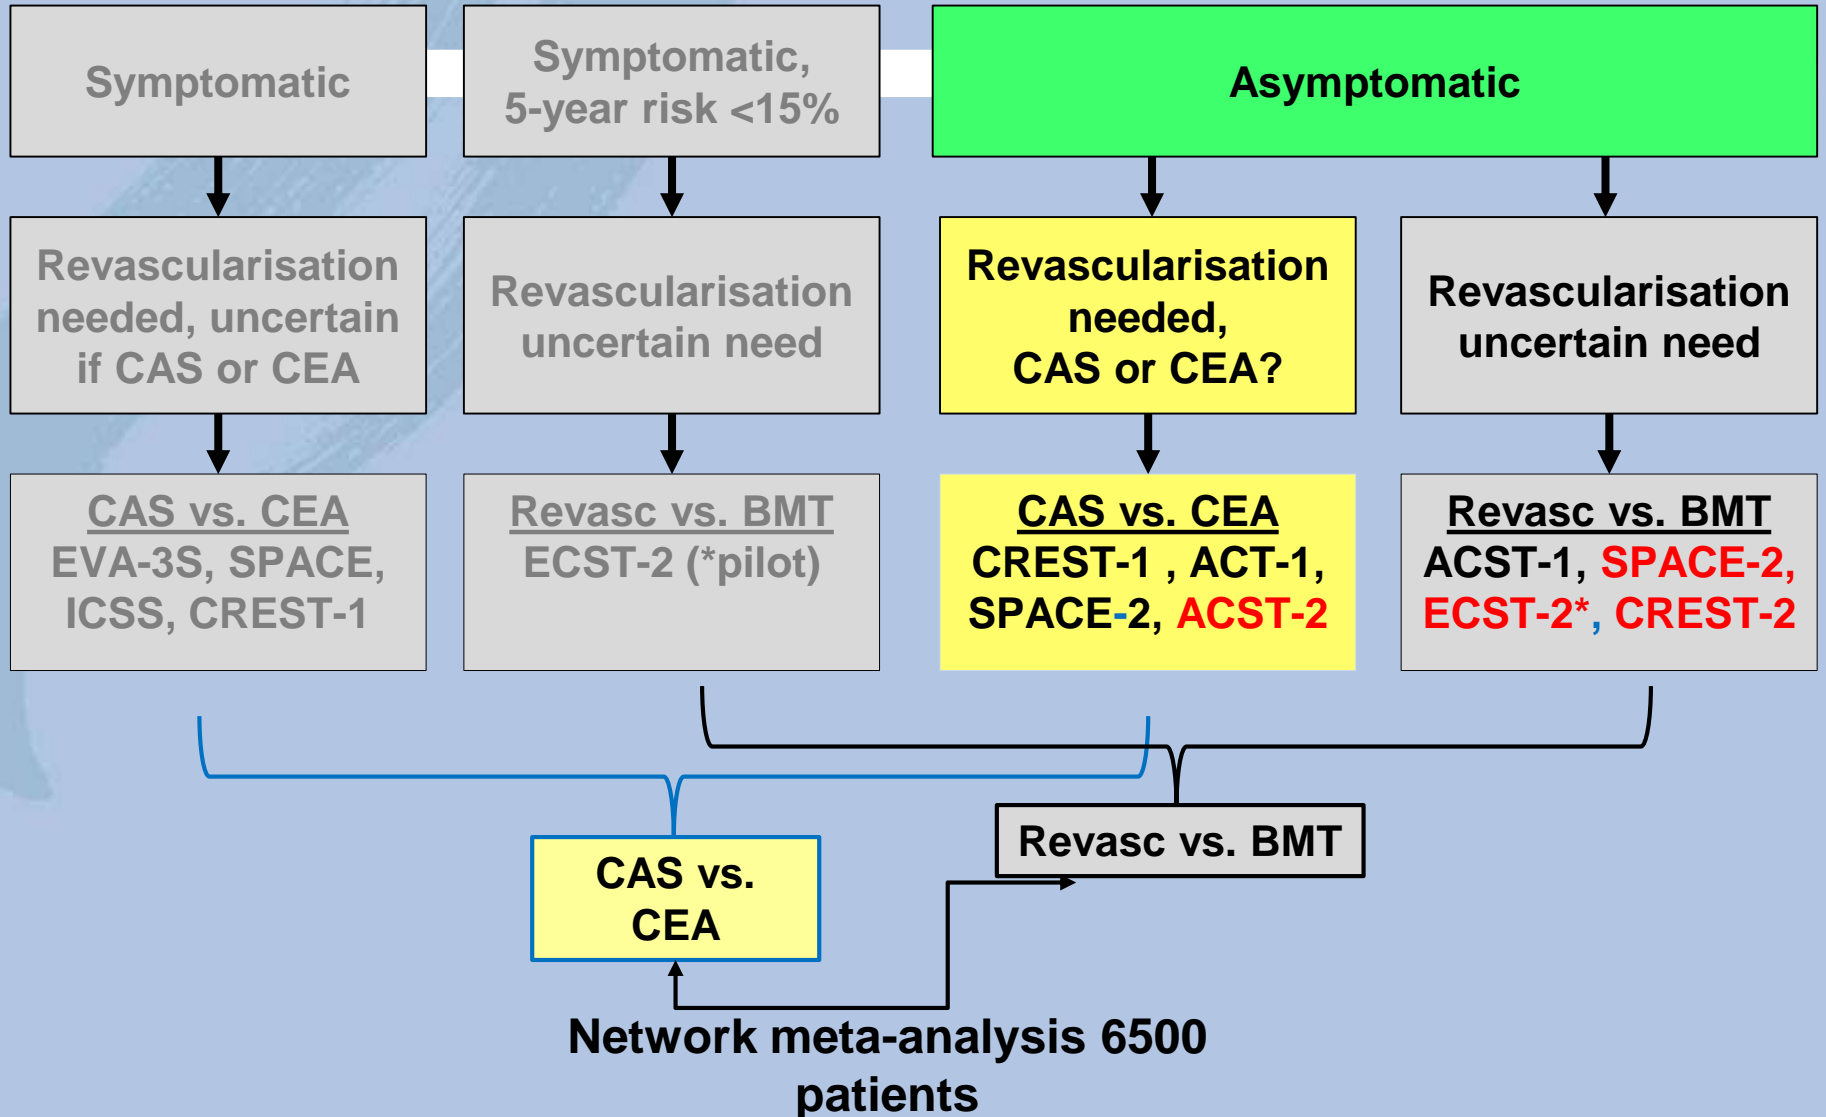 Symptomatic
Symptomatic,
5-year risk <15%
Asymptomatic
Revascularisation
needed, uncertain
if CAS or CEA
Revascularisation
uncertain need
Revascularisation
needed,
CAS or CEA?
Revascularisation
uncertain need
CAS vs. CEA
EVA-3S, SPACE,
ICSS, CREST-1
Revasc vs. BMT
ECST-2 (*pilot)
CAS vs. CEA
CREST-1 , ACT-1,
SPACE-2, ACST-2
Revasc vs. BMT
ACST-1, SPACE-2,
ECST-2*, CREST-2
CAS vs.
CEA
Revasc vs. BMT
Network meta-analysis 6500
patients